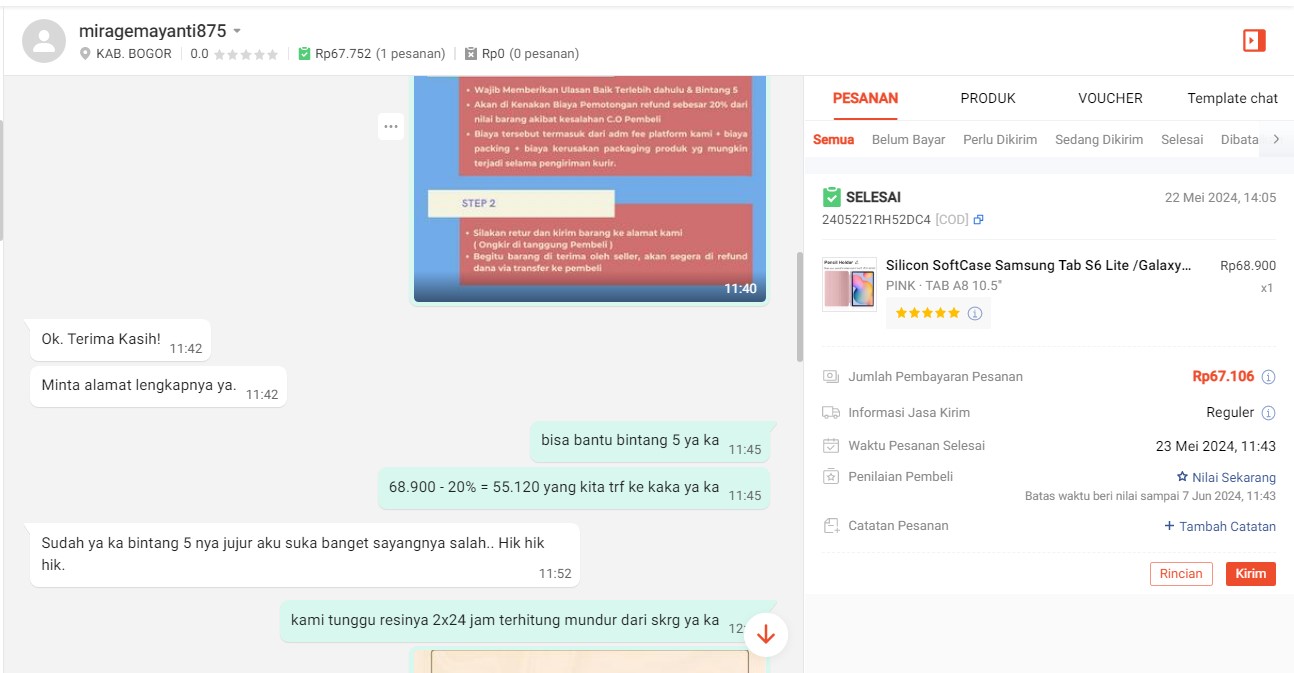 miragemayanti875
KAB. BOGOR 0.0 Rp67.752 (1 pesanan) Rp0 (0 pesanan)
• Wajib Memberikan Ulasan Baik Terlebih dahulu & Bintang 5
• Akan di Kenakan Biaya Pemotongan refund sebesar 20% dari
nilai barang akibat kesalahan C.O Pembeli
• Biaya tersebut termasuk dari adm fee platform kami + biaya
packing + biaya kerusakan packaging produk yg mungkin
terjadi selama pengiriman kurir.
STEP 2
• Silakan retur dan kirim barang ke alamat kami
( Ongkir di tanggung Pembeli )
• Begitu barang di terima oleh seller, akan segera di refund
dana via transfer ke pembeli
11:40
Ok. Terima Kasih! 11:42
Minta alamat lengkapnya ya. 11:42
bisa bantu bintang 5 ya ka 11:45
68.900 - 20% = 55.120 yang kita trf ke kaka ya ka 11:45
Sudah ya ka bintang 5 nya jujur aku suka banget sayangnya salah.. Hik hik
hik.
11:52
kami tunggu resinya 2x24 jam terhitung mundur dari skrg ya ka 12:
PESANAN PRODUK VOUCHER Template chat
Semua Belum Bayar Perlu Dikirim Sedang Dikirim Selesai Dibata
SELESAI 22 Mei 2024, 14:05
2405221RH52DC4 [COD]
Pencil Holder
Silicon SoftCase Samsung Tab S6 Lite /Galaxy... Rp68.900
PINK · TAB A8 10.5" x1
Jumlah Pembayaran Pesanan Rp67.106
Informasi Jasa Kirim Reguler
Waktu Pesanan Selesai 23 Mei 2024, 11:43
Penilaian Pembeli Nilai Sekarang
Batas waktu beri nilai sampai 7 Jun 2024, 11:43
Catatan Pesanan + Tambah Catatan
Rincian Kirim